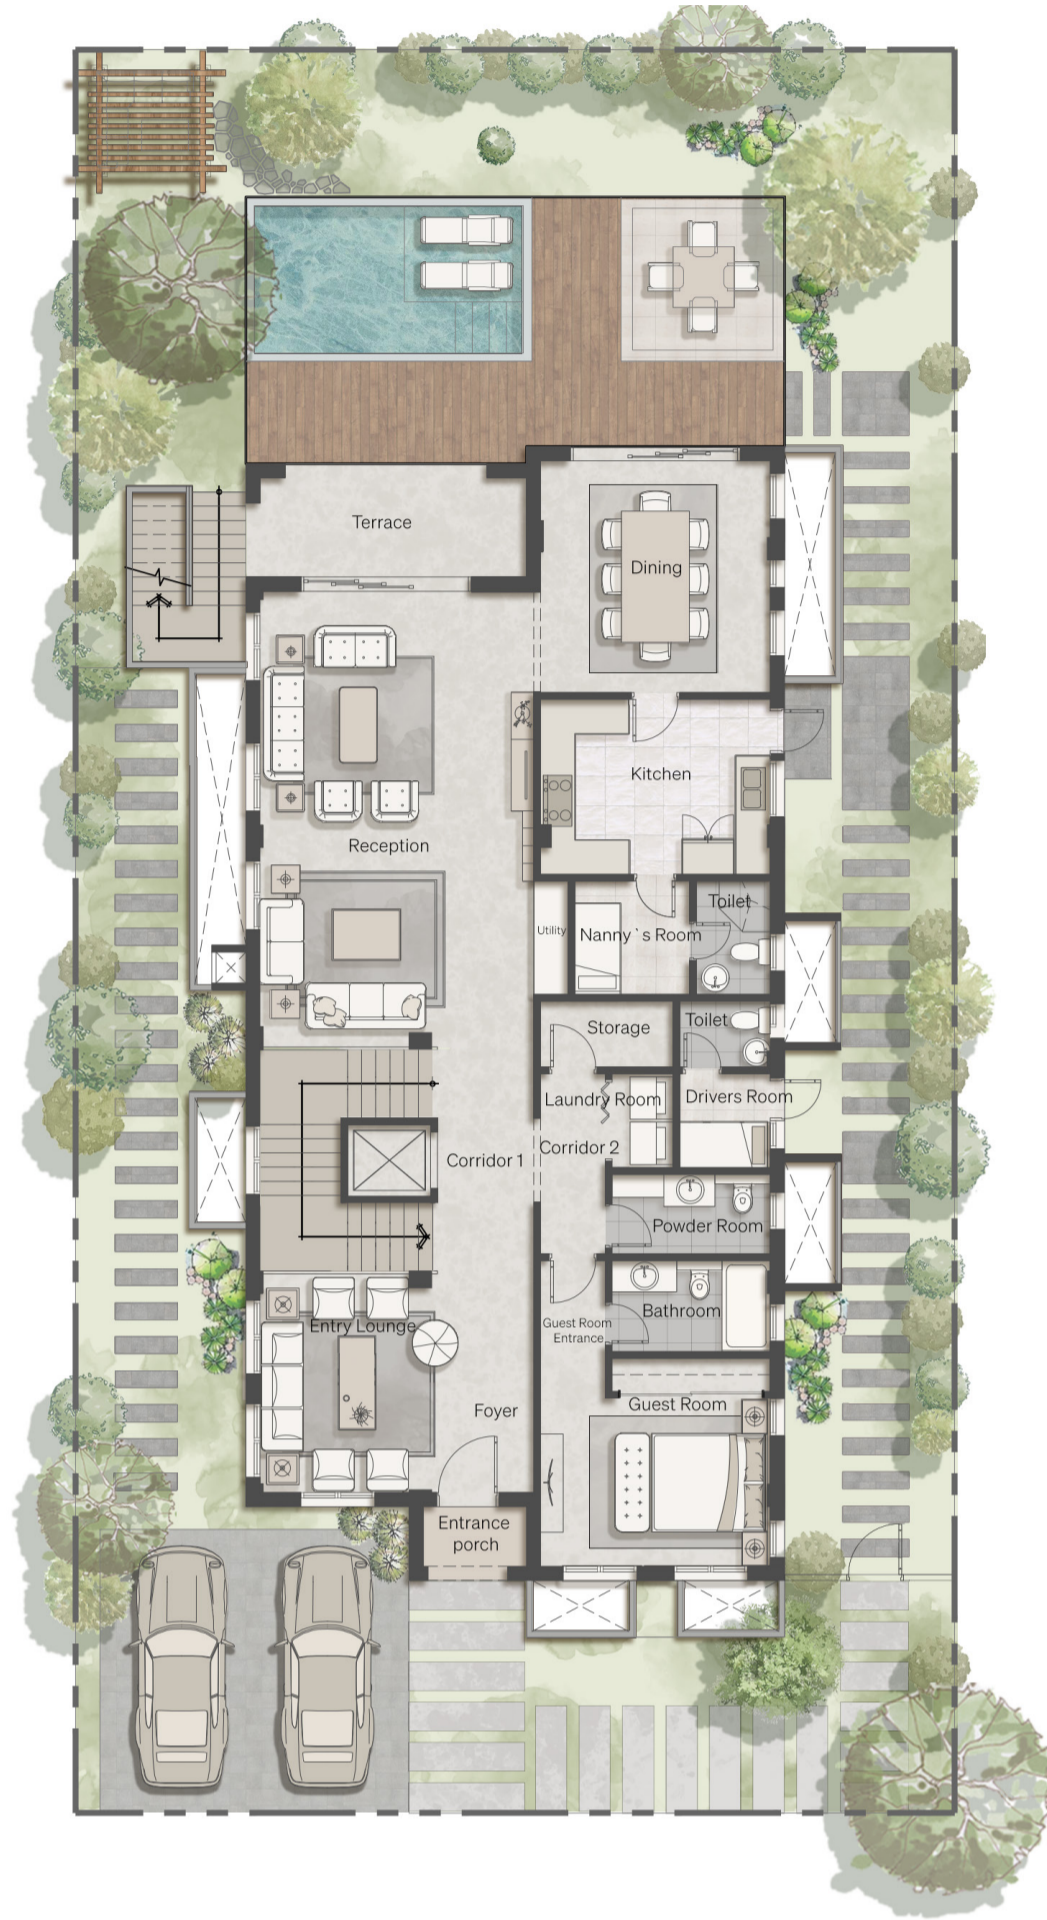 Terrace
Dining
Kitchen
Reception
Toilet
Utility
Nanny`s Room
Storage
Toilet
Laundry Room
Drivers Room
Corridor 1
Corridor 2
Powder Room
Bathroom
Entry Lounge
Guest Room
Entrance
Foyer
Guest Room
Entrance
porch